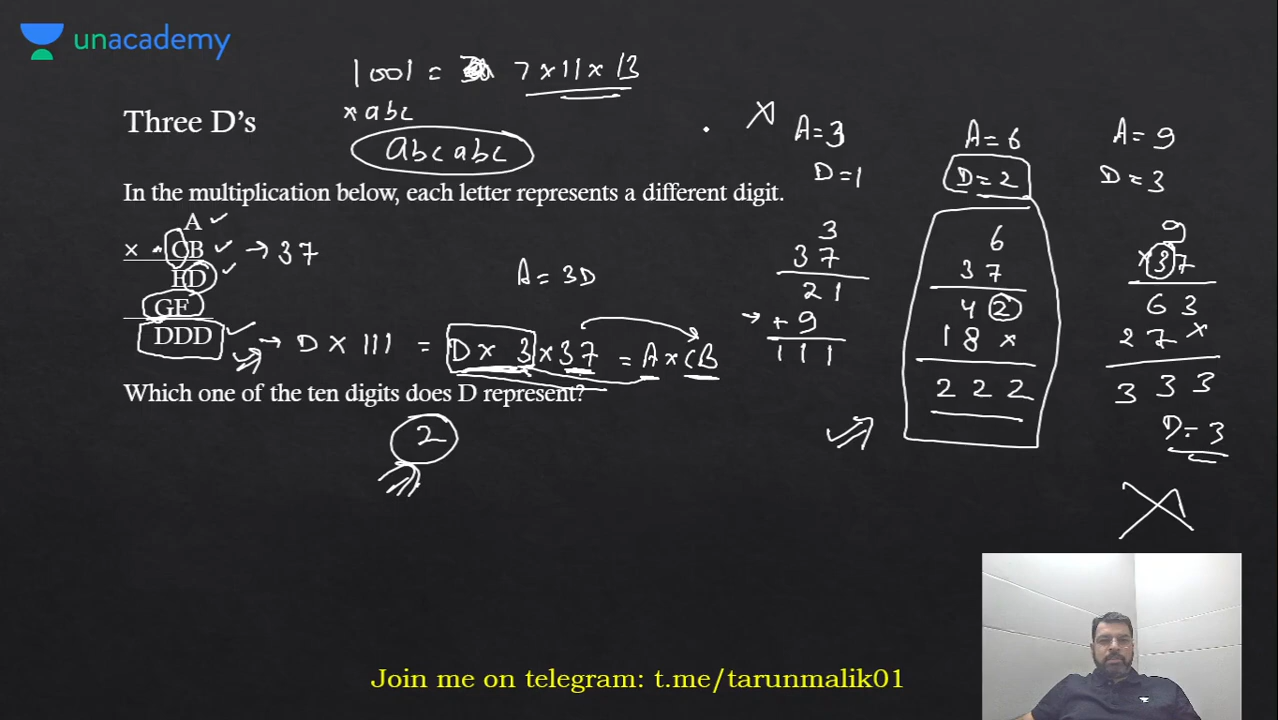 unacademy
1001 = 7 x 11 x 13
x abc
abc abc
Three D's
In the multiplication below, each letter represents a different digit.
A
x CB → 37
ED
GF
DDD → D x 111 = D x 3 x 37 = A x CB
A = 3D
Which one of the ten digits does D represent?
2
A = 3
D = 1
3
37
21
→ + 9
111
A = 6
D = 2
6
37
42
18 x
222
A = 9
D = 3
9
x 37
63
27 x
333
D = 3
Join me on telegram: t.me/tarunmalik01